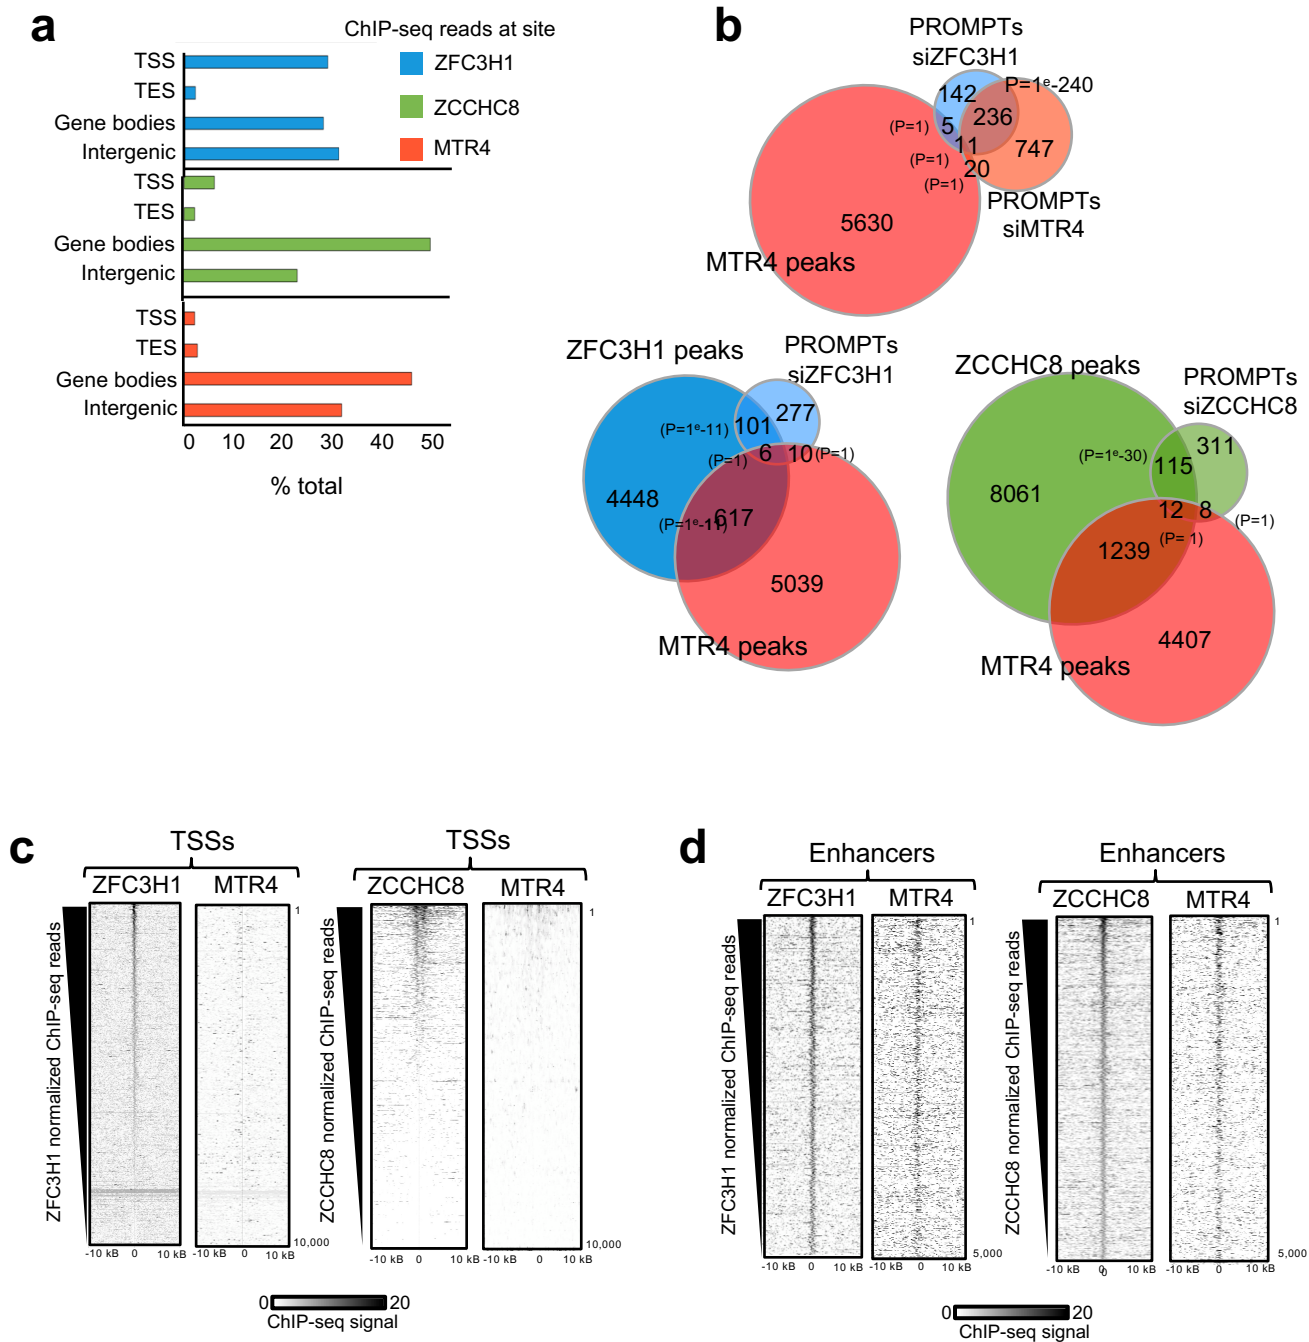 a
ChIP-seq reads at site
ZFC3H1
ZCCHC8
MTR4
TSS
TES
Gene bodies
Intergenic
TSS
TES
Gene bodies
Intergenic
TSS
TES
Gene bodies
Intergenic
0 10 20 30 40 50
% total
b
PROMPTs
siZFC3H1
142
P=1e-240
236
(P=1)
5
11
747
(P=1)
20
(P=1)
PROMPTs
siMTR4
5630
MTR4 peaks
ZFC3H1 peaks
PROMPTs
siZFC3H1
277
101
(P=1e-11)
(P=1)
6
10
(P=1)
4448
(P=1e-11)
617
5039
MTR4 peaks
ZCCHC8 peaks
PROMPTs
siZCCHC8
311
(P=1e-30)
115
8061
12
8
(P=1)
(P= 1)
1239
4407
MTR4 peaks
c
TSSs
ZFC3H1 MTR4
ZFC3H1 normalized ChIP-seq reads
1
10,000
-10 kB 0 10 kB -10 kB 0 10 kB
TSSs
ZCCHC8 MTR4
ZCCHC8 normalized ChIP-seq reads
1
10,000
-10 kB 0 10 kB -10 kB 0 10 kB
0 20
ChIP-seq signal
d
Enhancers
ZFC3H1 MTR4
ZFC3H1 normalized ChIP-seq reads
1
5,000
-10 kB 0 10 kB -10 kB 0 10 kB
Enhancers
ZCCHC8 MTR4
ZCCHC8 normalized ChIP-seq reads
1
5,000
-10 kB 0 10 kB -10 kB 0 10 kB
0
0 20
ChIP-seq signal